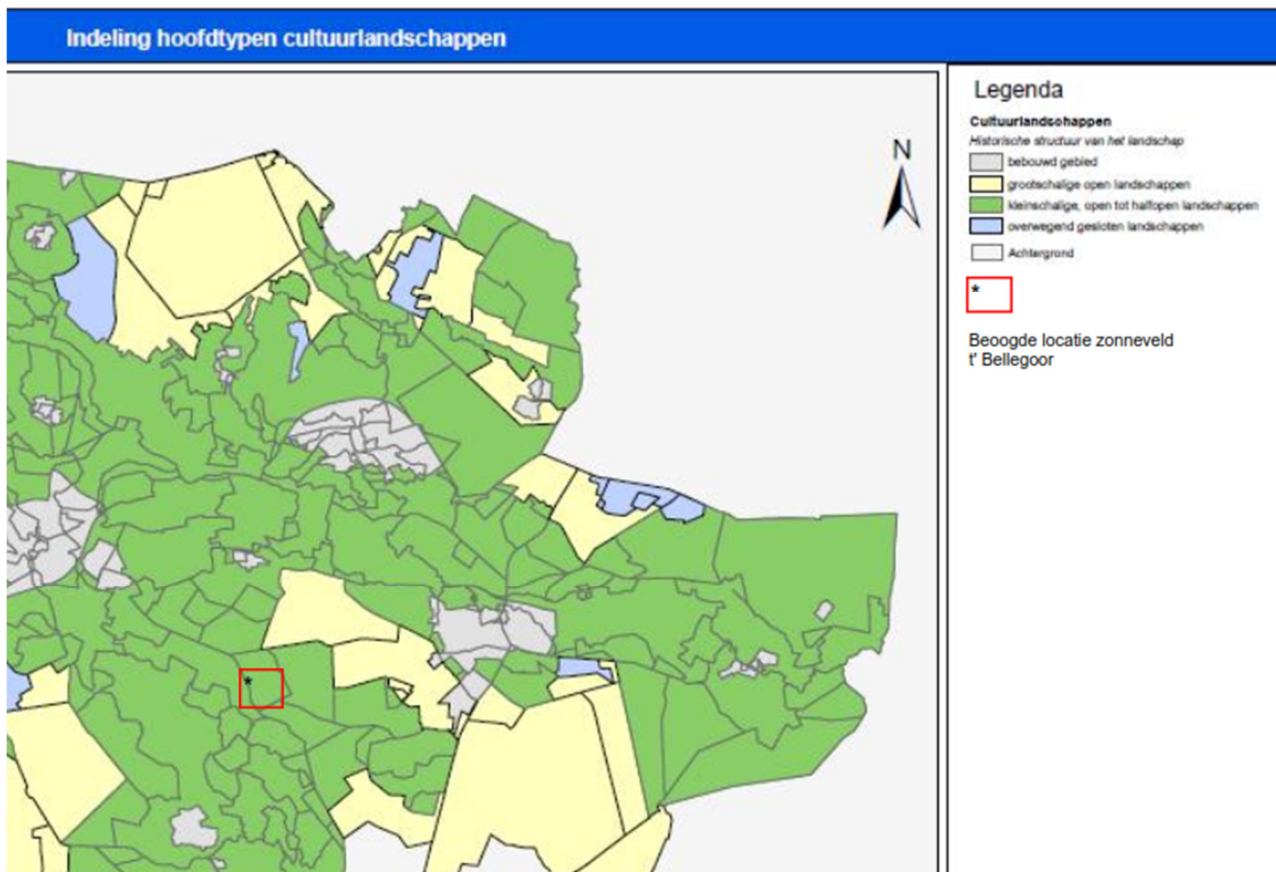 Indeling hoofdtypen cultuurlandschappen
N
*
Legenda
Cultuurlandschappen
Historische structuur van het landschap
bebouwd gebied
grootschalige open landschappen
kleinschalige, open tot halfopen landschappen
overwegend gesloten landschappen
Achtergrond
*
Beoogde locatie zonneveld
t' Bellegoor